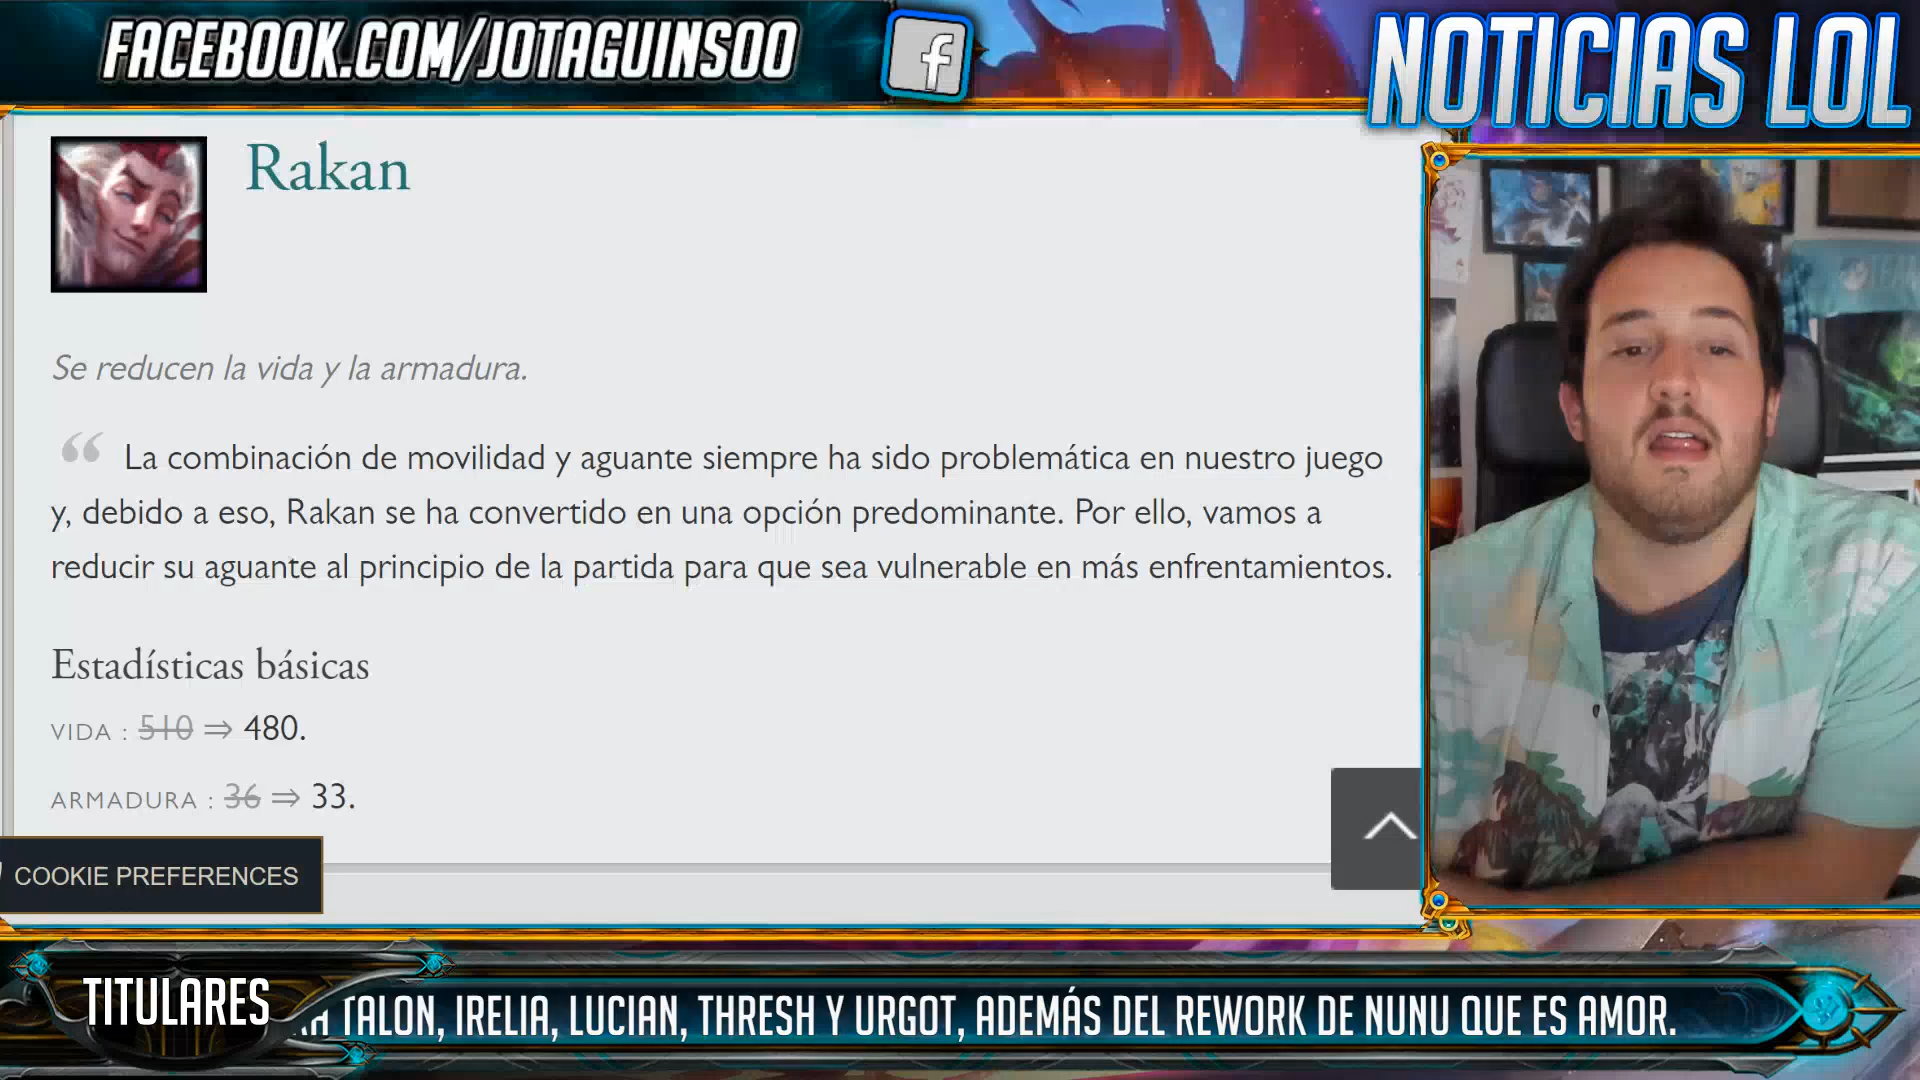 FACEBOOK.COM/JOTAGUINSOO
f
NOTICIAS LOL
Rakan
Se reducen la vida y la armadura.
“ La combinación de movilidad y aguante siempre ha sido problemática en nuestro juego
y, debido a eso, Rakan se ha convertido en una opción predominante. Por ello, vamos a
reducir su aguante al principio de la partida para que sea vulnerable en más enfrentamientos.
Estadísticas básicas
VIDA : 510 ⇒ 480.
ARMADURA : 36 ⇒ 33.
COOKIE PREFERENCES
TITULARES
TALON, IRELIA, LUCIAN, THRESH Y URGOT, ADEMÁS DEL REWORK DE NUNU QUE ES AMOR.